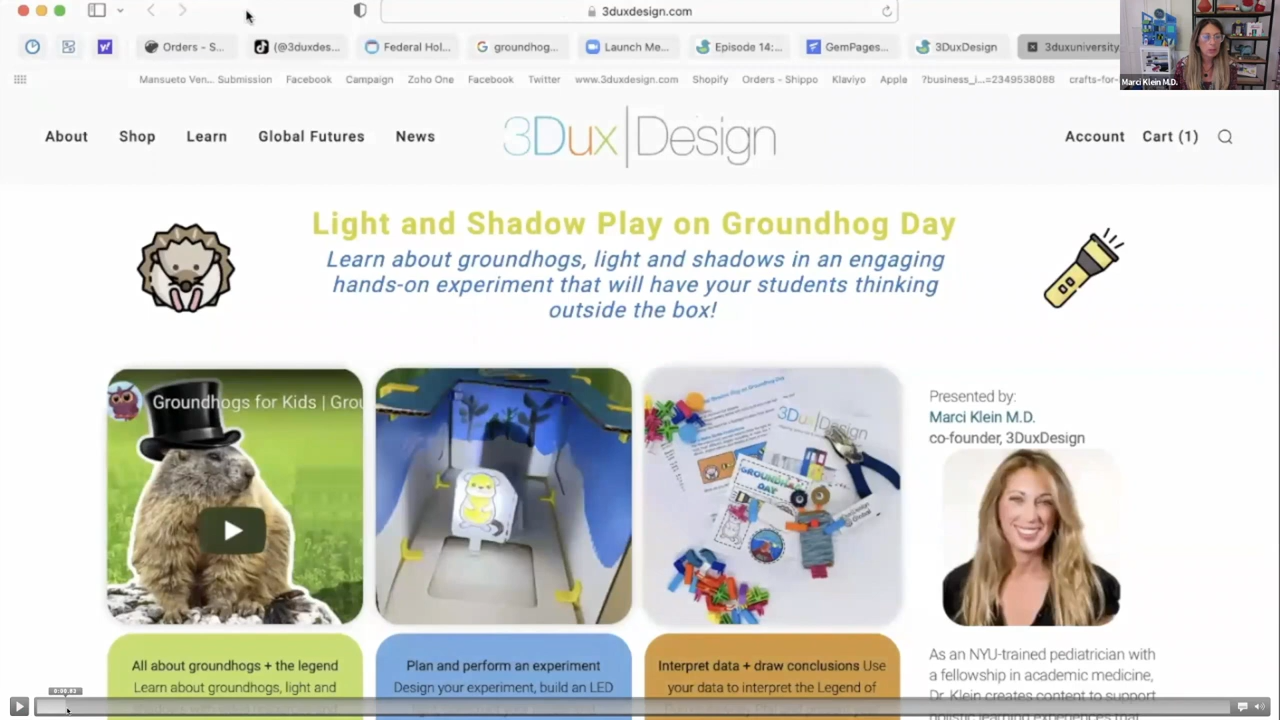 3duxdesign.com
Orders - S...
(@3duxdes...
Federal Hol...
groundhog...
Launch Me...
Episode 14:...
GemPages...
3DuxDesign
3duxuniversity
Marci Klein M.D.
Mansueto Ven... Submission
Facebook
Campaign
Zoho One
Facebook
Twitter
www.3duxdesign.com
Shopify
Orders - Shippo
Klaviyo
Apple
?business_i...=2349538088
crafts-for-
About
Shop
Learn
Global Futures
News
3Dux|Design
Account
Cart (1)
Light and Shadow Play on Groundhog Day
Learn about groundhogs, light and shadows in an engaging
hands-on experiment that will have your students thinking
outside the box!
Groundhogs for Kids | Grou
3Dux|Design
GROUNDHOG
DAY
Presented by:
Marci Klein M.D.
co-founder, 3DuxDesign
All about groundhogs + the legend
Learn about groundhogs, light and
Plan and perform an experiment
Design your experiment, build an LED
Interpret data + draw conclusions Use
your data to interpret the Legend of
As an NYU-trained pediatrician with
a fellowship in academic medicine,
Dr. Klein creates content to support